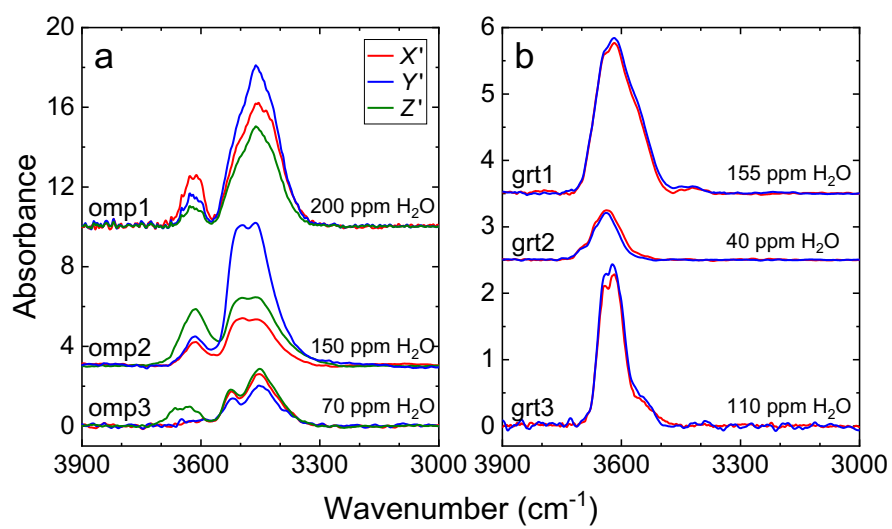 a
X'
Y'
Z'
20
16
12
8
4
0
omp1
200 ppm H₂O
omp2
150 ppm H₂O
omp3
70 ppm H₂O
3900
3600
3300
3000
Absorbance
b
6
5
4
3
2
1
0
grt1
155 ppm H₂O
grt2
40 ppm H₂O
grt3
110 ppm H₂O
3900
3600
3300
3000
Wavenumber (cm⁻¹)